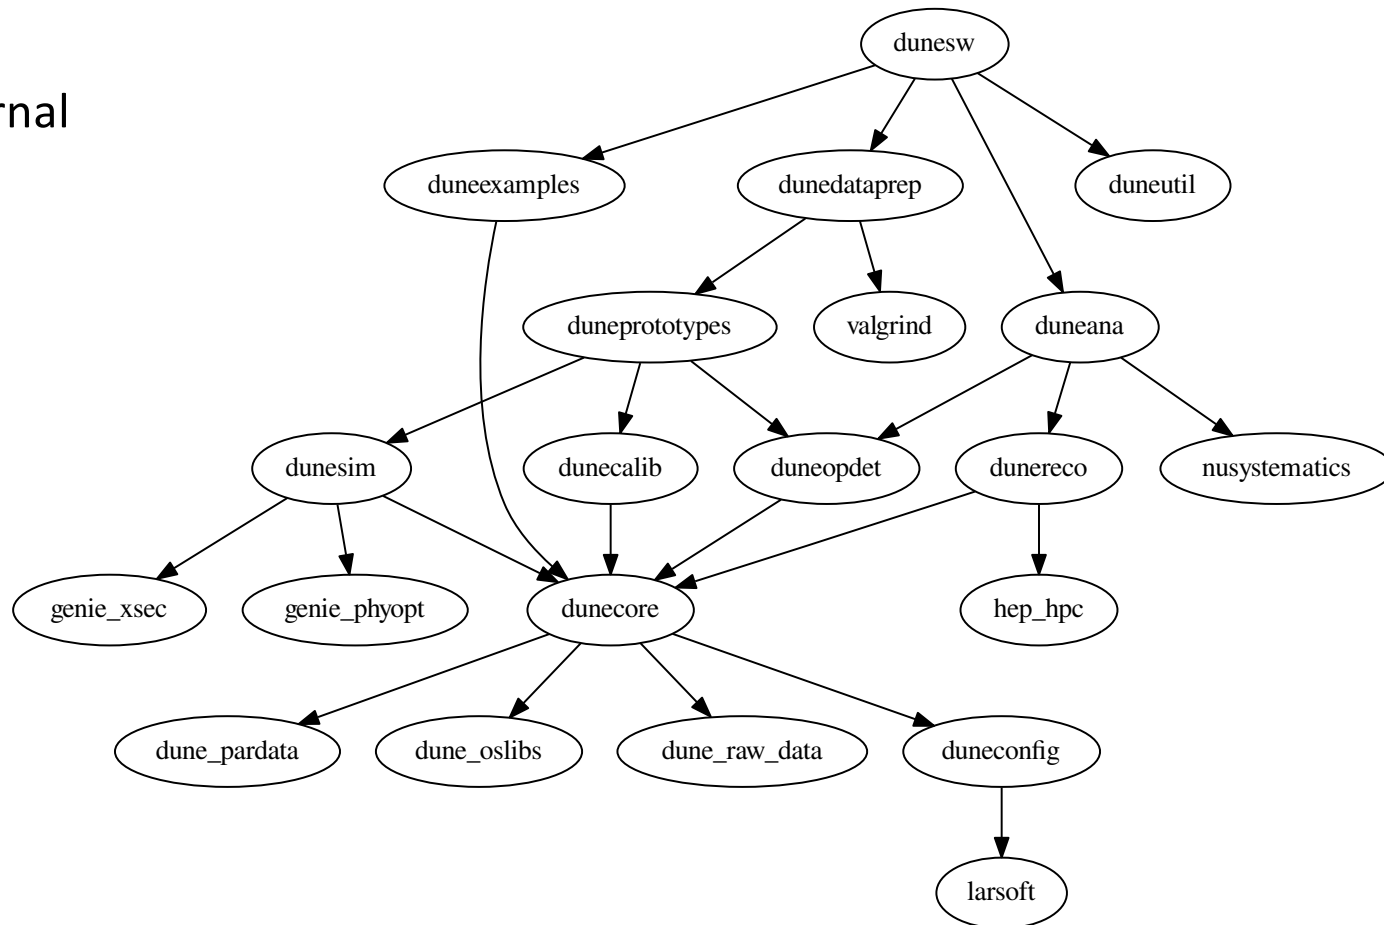 dunesw
rnal
duneexamples
dunedataprep
duneutil
duneprototypes
valgrind
duneana
dunesim
dunecalib
duneopdet
dunereco
nusystematics
genie_xsec
genie_phyopt
dunecore
hep_hpc
dune_pardata
dune_oslibs
dune_raw_data
duneconfig
larsoft